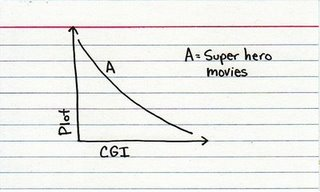 A
A = Super hero
movies
Plot
CGI